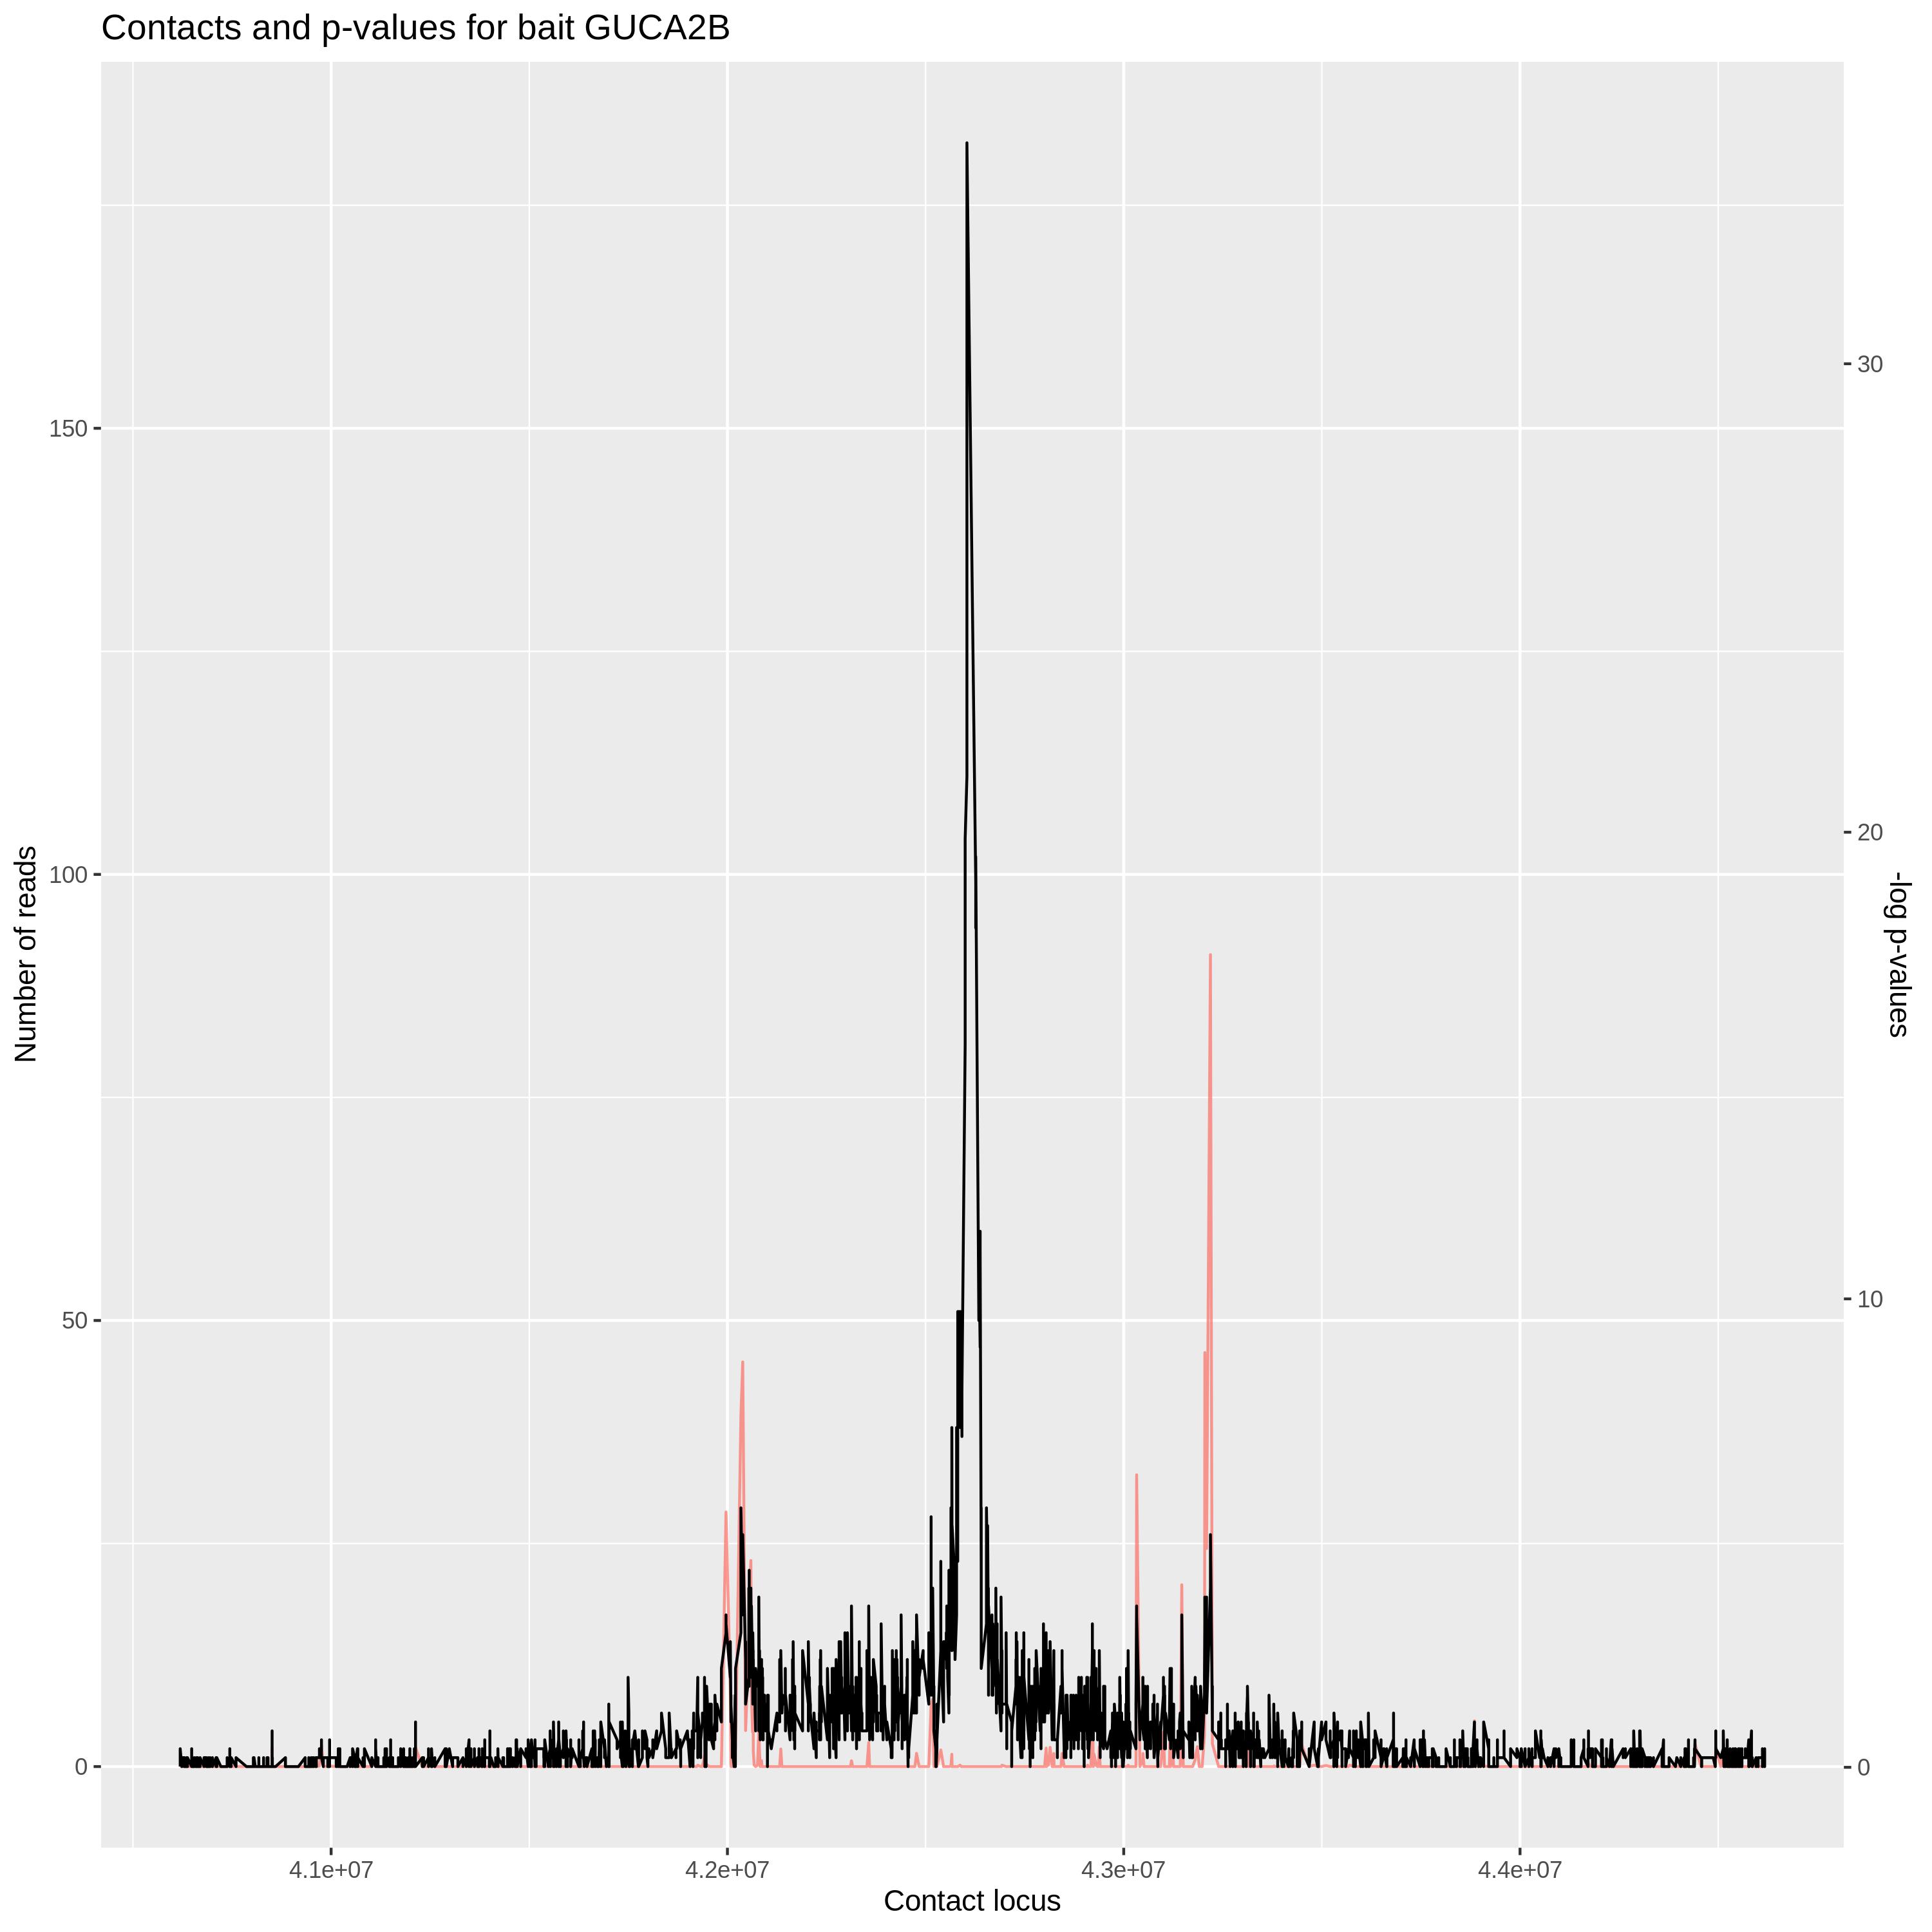 Contacts and p-values for bait GUCA2B
Number of reads
150
100
50
0
30
20
10
0
-log p-values
4.1e+07
4.2e+07
4.3e+07
4.4e+07
Contact locus